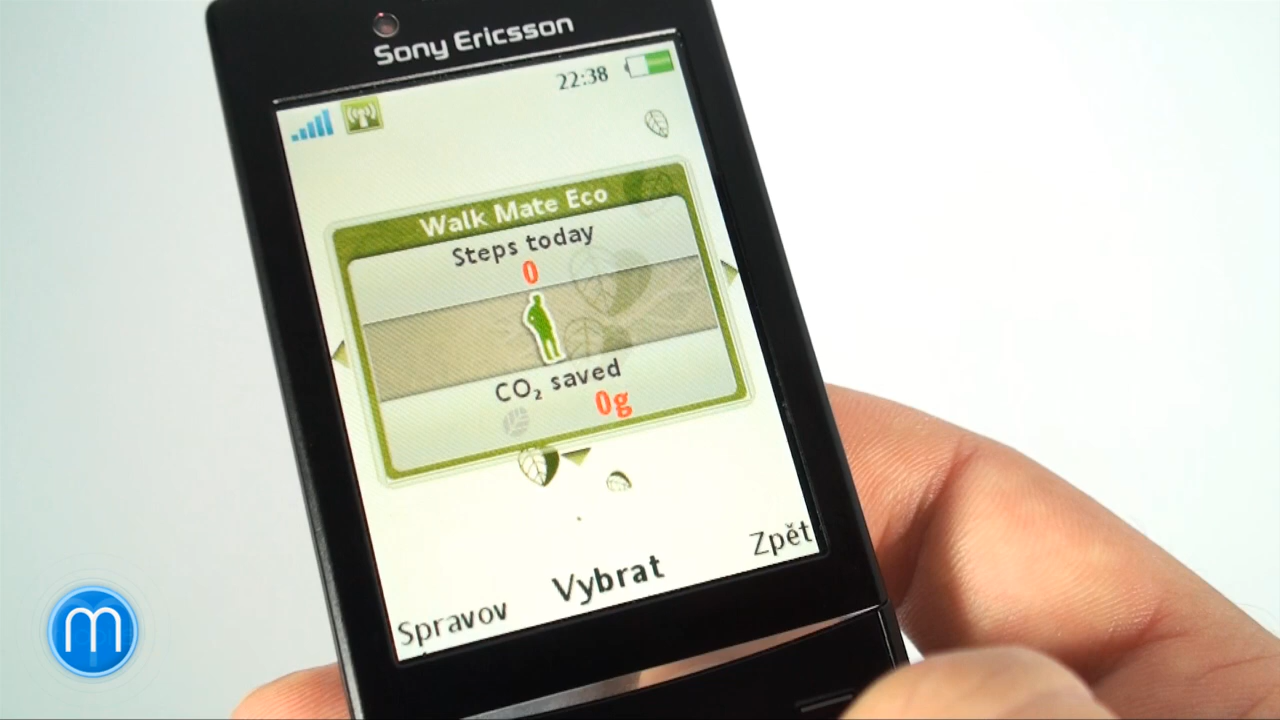 Sony Ericsson
22:38
Walk Mate Eco
Steps today
0
CO₂ saved
0g
Zpět
Vybrat
Spravov
m